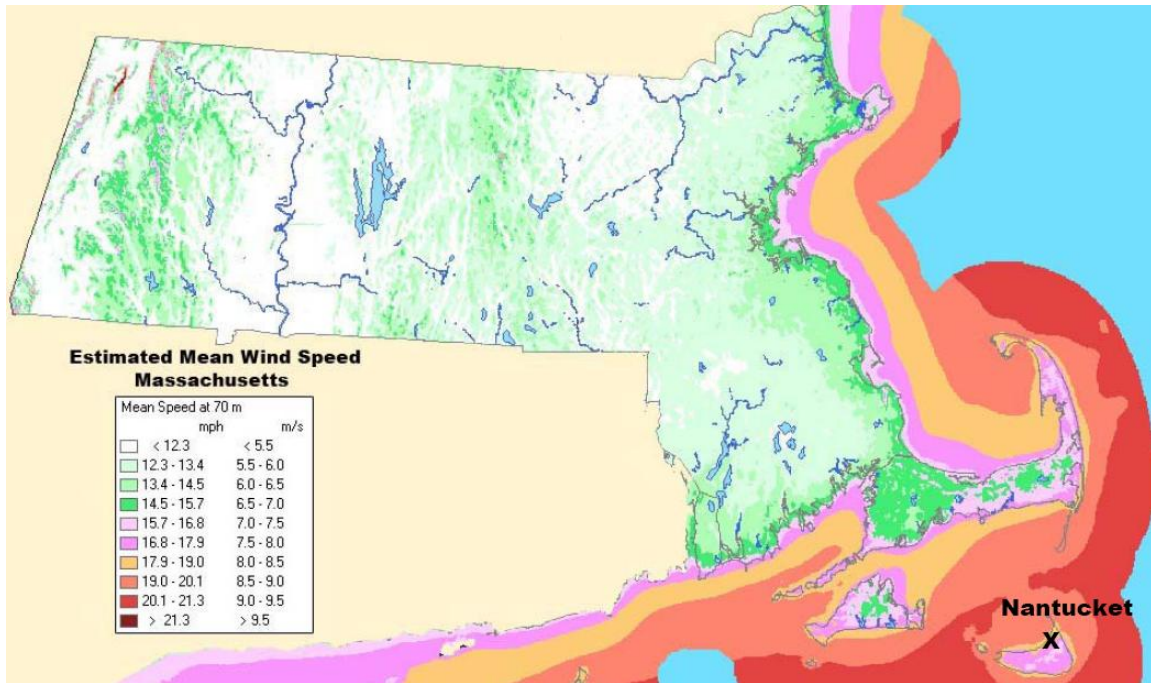 Estimated Mean Wind Speed
Massachusetts
Mean Speed at 70 m
mph m/s
< 12.3 < 5.5
12.3 - 13.4 5.5 - 6.0
13.4 - 14.5 6.0 - 6.5
14.5 - 15.7 6.5 - 7.0
15.7 - 16.8 7.0 - 7.5
16.8 - 17.9 7.5 - 8.0
17.9 - 19.0 8.0 - 8.5
19.0 - 20.1 8.5 - 9.0
20.1 - 21.3 9.0 - 9.5
> 21.3 > 9.5
Nantucket
X